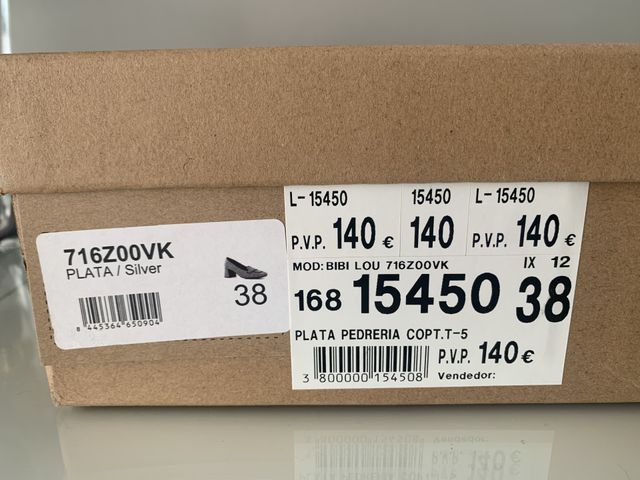 716Z00VK
PLATA / Silver
38
8 445364 650904
L-15450
P.V.P. 140 €
15450
140
L-15450
P.V.P. 140 €
MOD:BIBI LOU 716Z00VK IX 12
168 15450 38
PLATA PEDRERIA COPT.T-5
3 800000 154508
P.V.P. 140 €
Vendedor: